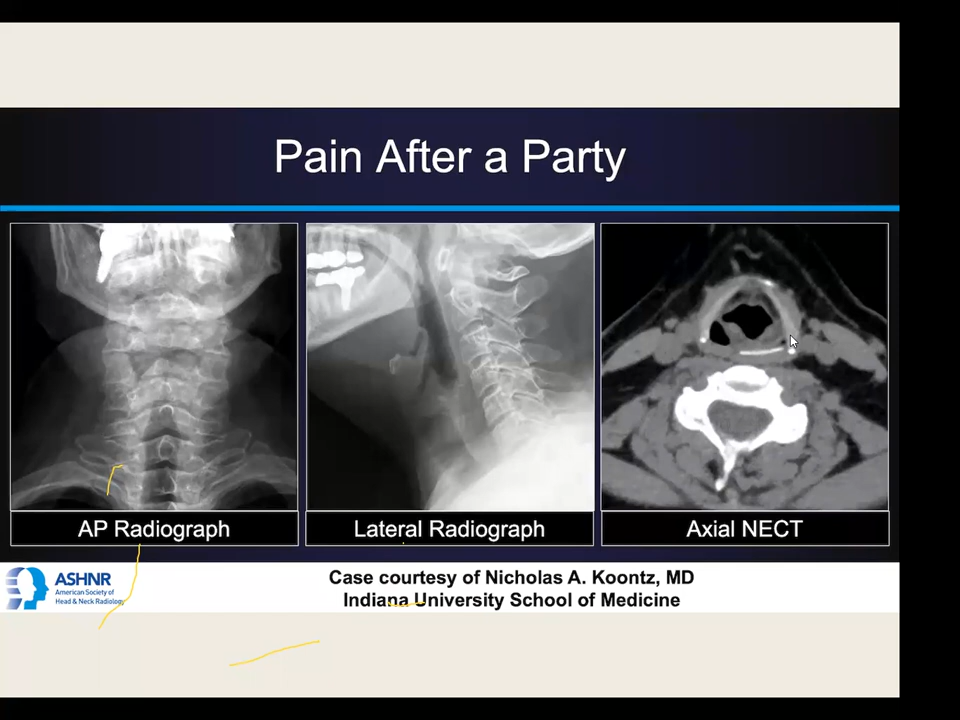 Pain After a Party
AP Radiograph
Lateral Radiograph
Axial NECT
ASHNR
American Society of
Head & Neck Radiology
Case courtesy of Nicholas A. Koontz, MD
Indiana University School of Medicine